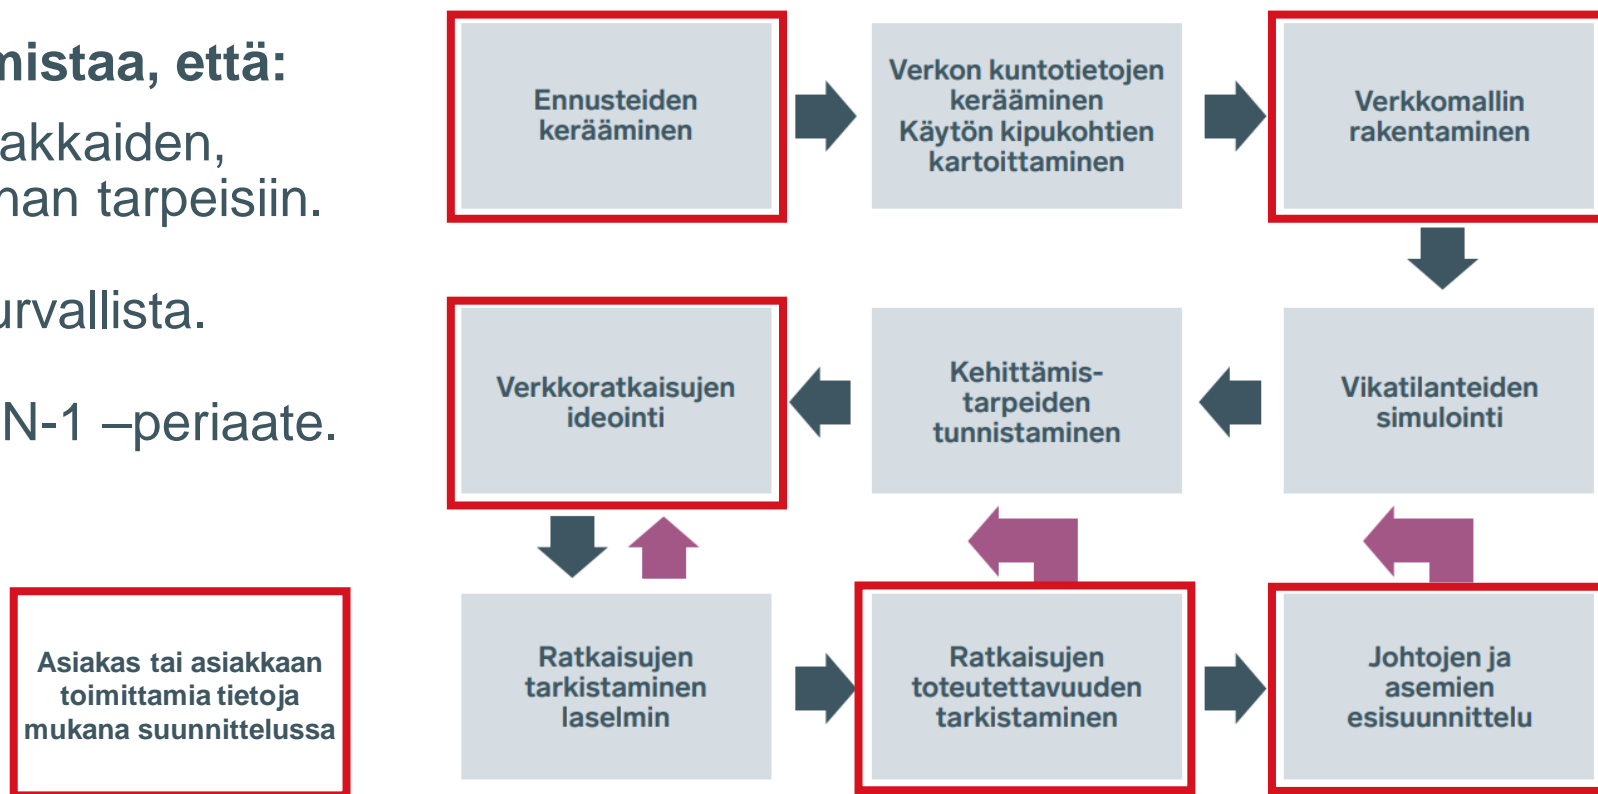 mistaa, että:
akkaiden,
nan tarpeisiin.
urvallista.
N-1 –periaate.
Ennusteiden
kerääminen
Verkon kuntotietojen
kerääminen
Käytön kipukohtien
kartoittaminen
Verkkomallin
rakentaminen
Verkkoratkaisujen
ideointi
Kehittämis-
tarpeiden
tunnistaminen
Vikatilanteiden
simulointi
Asiakas tai asiakkaan
toimittamia tietoja
mukana suunnittelussa
Ratkaisujen
tarkistaminen
laselmin
Ratkaisujen
toteutettavuuden
tarkistaminen
Johtojen ja
asemien
esisuunnittelu